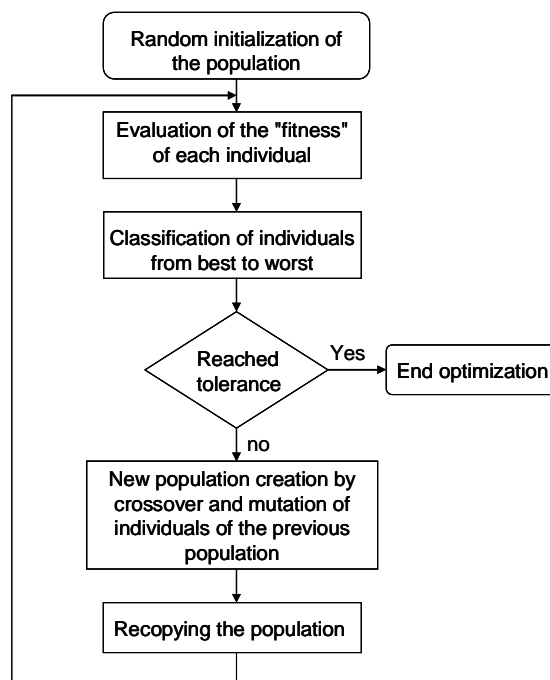 Random initialization of
the population
Evaluation of the "fitness"
of each individual
Classification of individuals
from best to worst
Reached
tolerance
Yes
End optimization
no
New population creation by
crossover and mutation of
individuals of the previous
population
Recopying the population